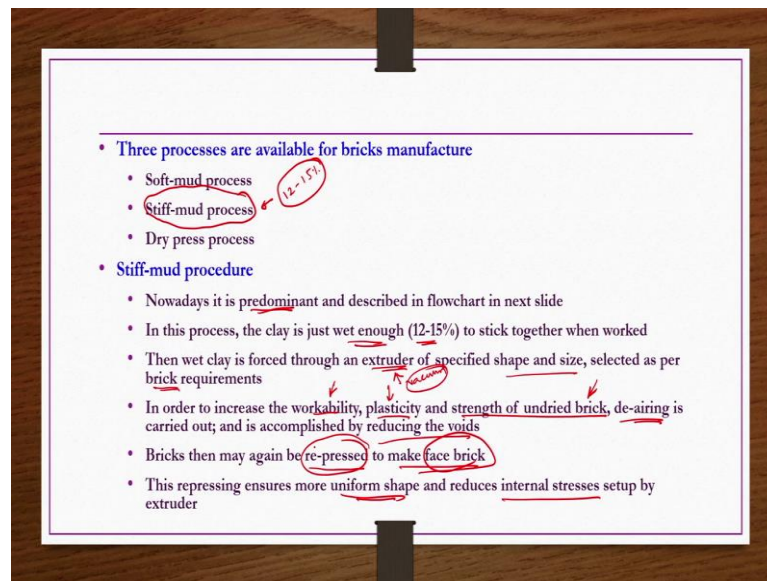 Three processes are available for bricks manufacture
Soft-mud process
12-15%
Stiff-mud process
Dry press process
Stiff-mud procedure
Nowadays it is predominant and described in flowchart in next slide
In this process, the clay is just wet enough (12-15%) to stick together when worked
Then wet clay is forced through an extruder of specified shape and size, selected as per
brick requirements
vacuum
In order to increase the workability, plasticity and strength of undried brick, de-airing is
carried out; and is accomplished by reducing the voids
Bricks then may again be re-pressed to make face brick
This repressing ensures more uniform shape and reduces internal stresses setup by
extruder